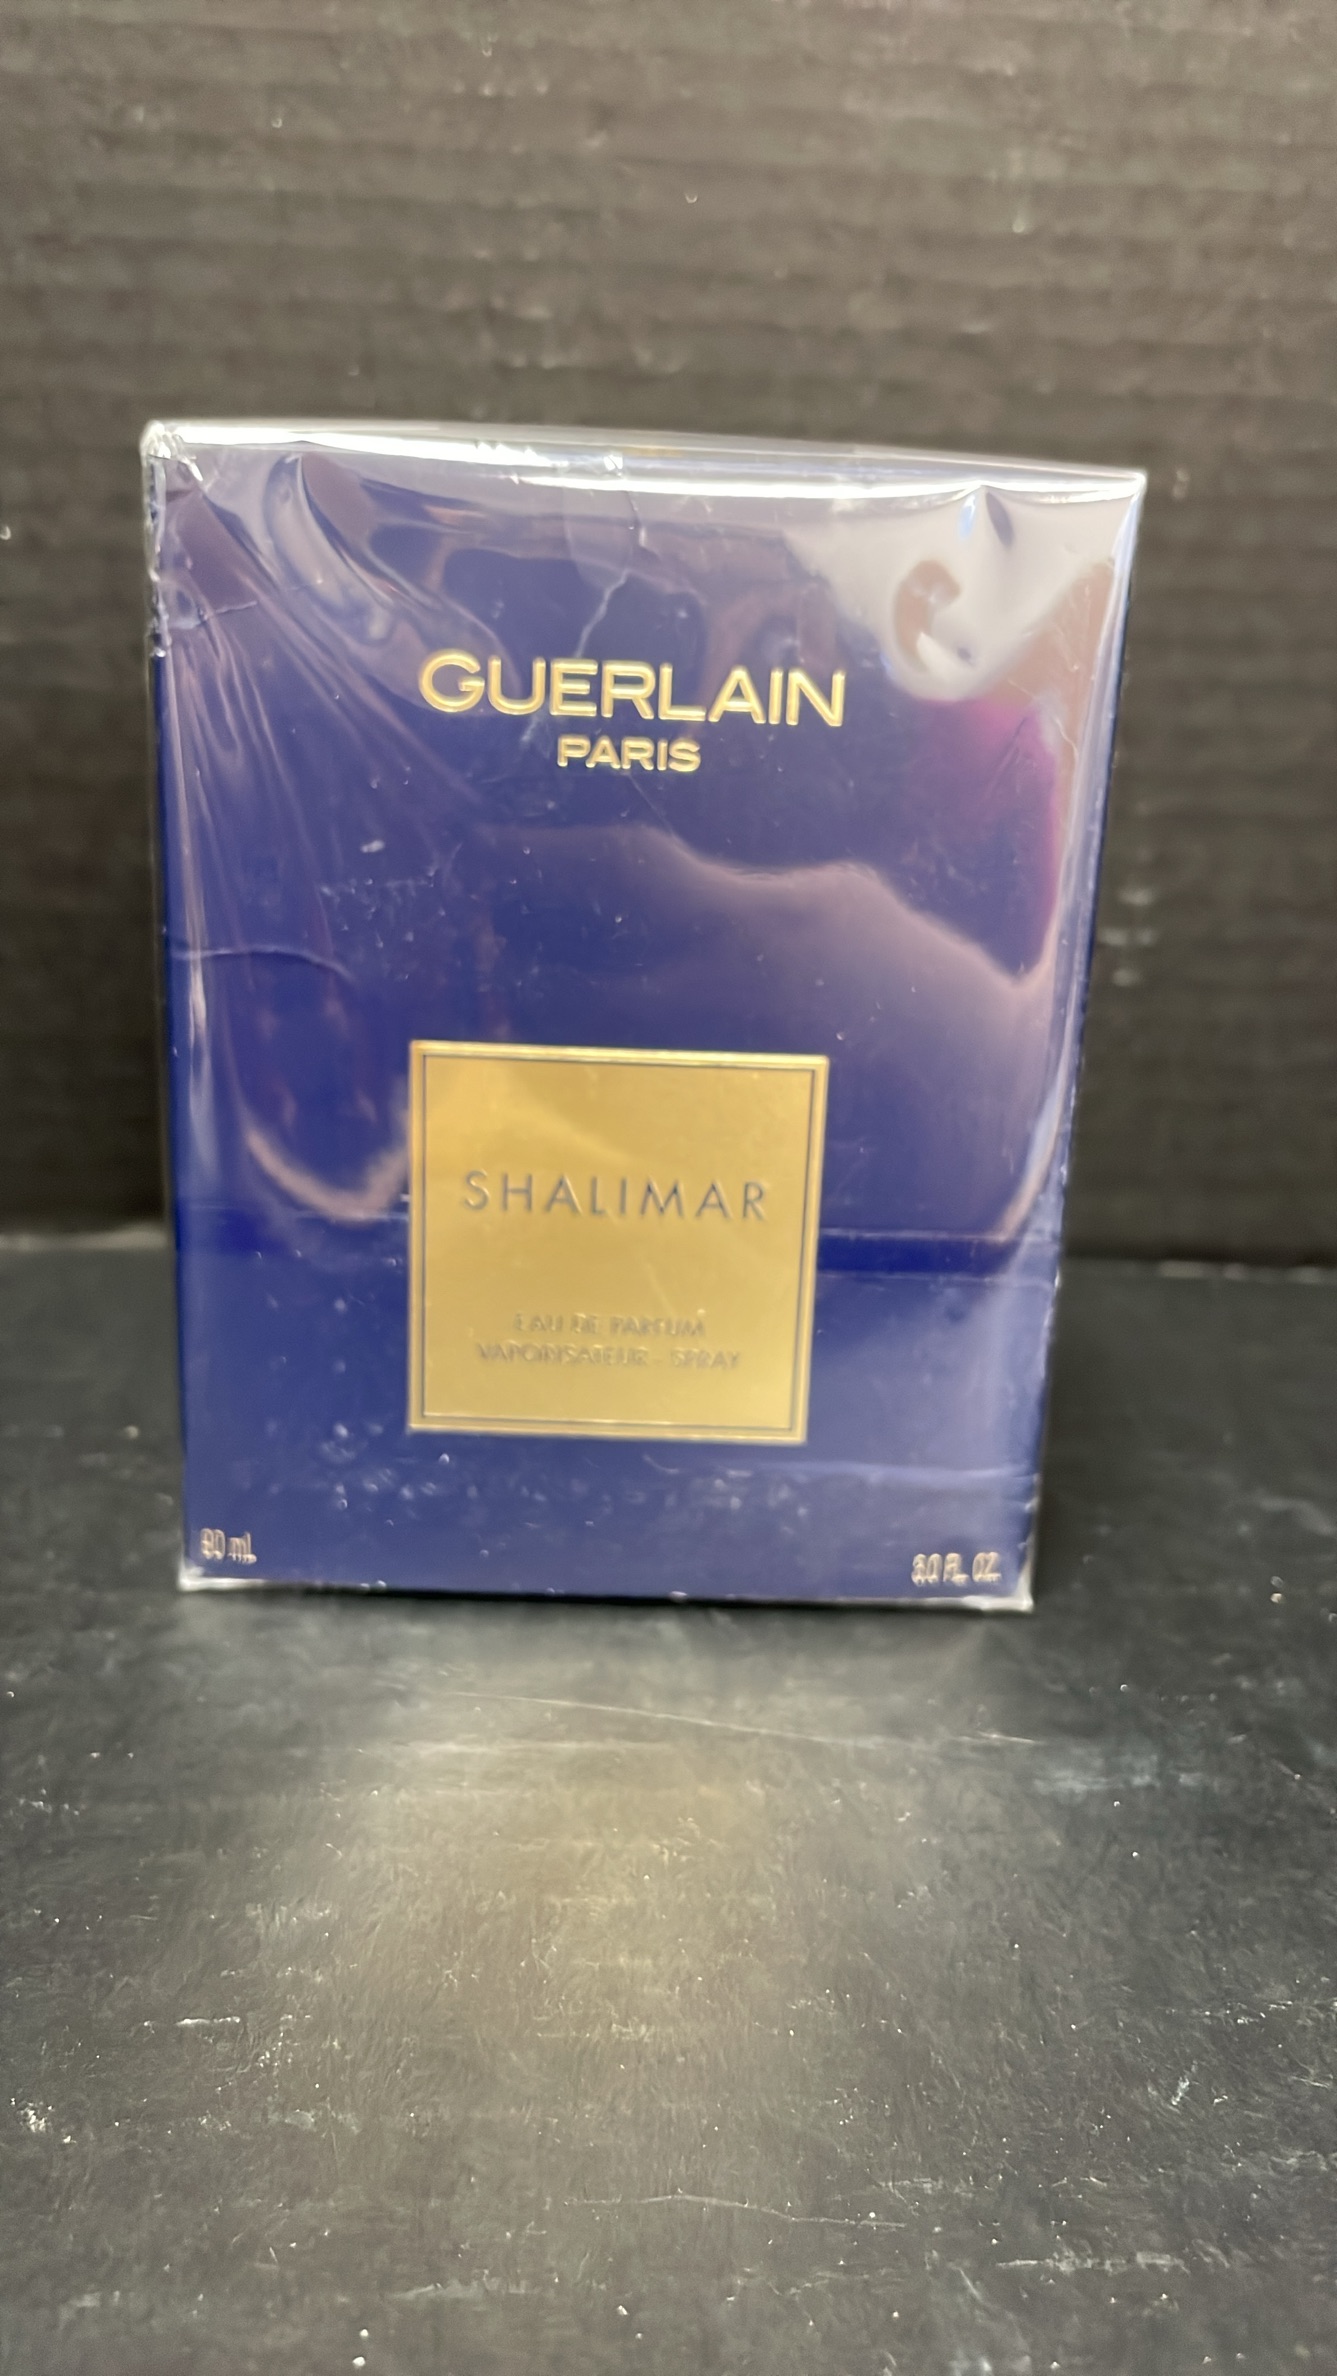 GUERLAIN
PARIS
SHALIMAR
EAU DE PARFUM
VAPORISATEUR - SPRAY
90 mL
3.0 FL. OZ.